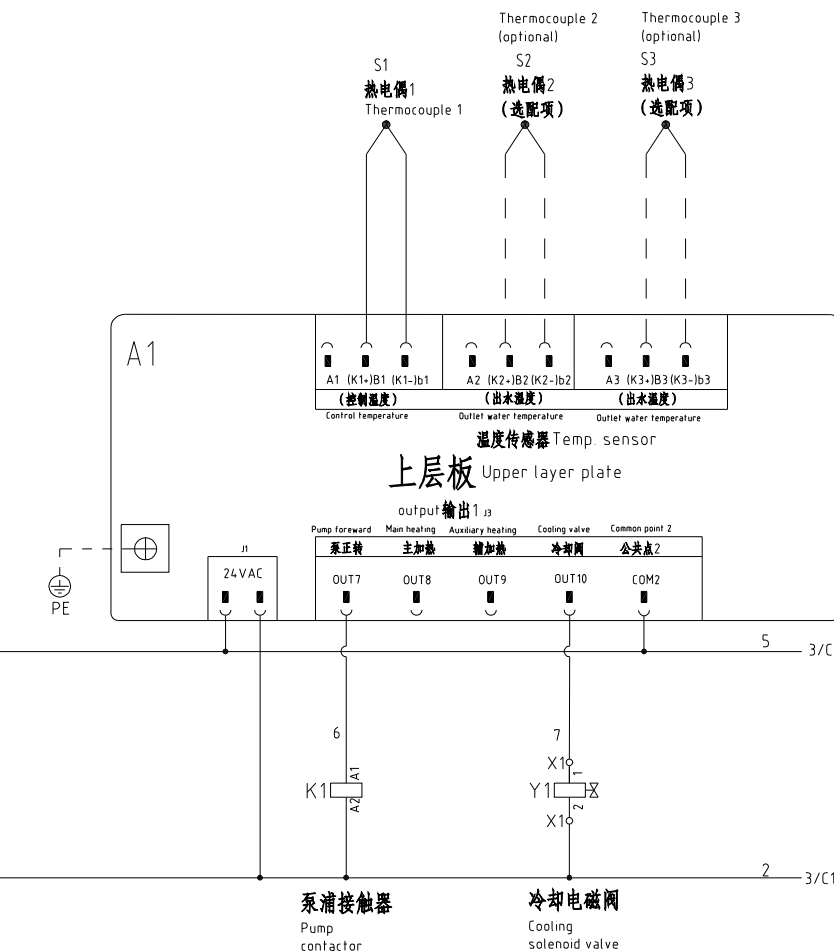 Thermocouple 2
(optional)
Thermocouple 3
(optional)
S1
热电偶1
Thermocouple 1
S2
热电偶2
(选配项)
S3
热电偶3
(选配项)
A1
A1 (K1+)B1 (K1-)b1
(控制温度)
Control temperature
A2 (K2+)B2 (K2-)b2
(出水温度)
Outlet water temperature
A3 (K3+)B3 (K3-)b3
(出水温度)
Outlet water temperature
温度传感器 Temp. sensor
上层板 Upper layer plate
output输出1 J3
Pump foreward Main heating Auxiliary heating Cooling valve Common point 2
泵正转 主加热 辅加热 冷却阀 公共点2
OUT7 OUT8 OUT9 OUT10 COM2
J1
24VAC
PE
5
3/C
6
7
X1
1
A1
K1
A2
Y1
2
X1
2
3/C1
泵浦接触器
Pump
contactor
冷却电磁阀
Cooling
solenoid valve